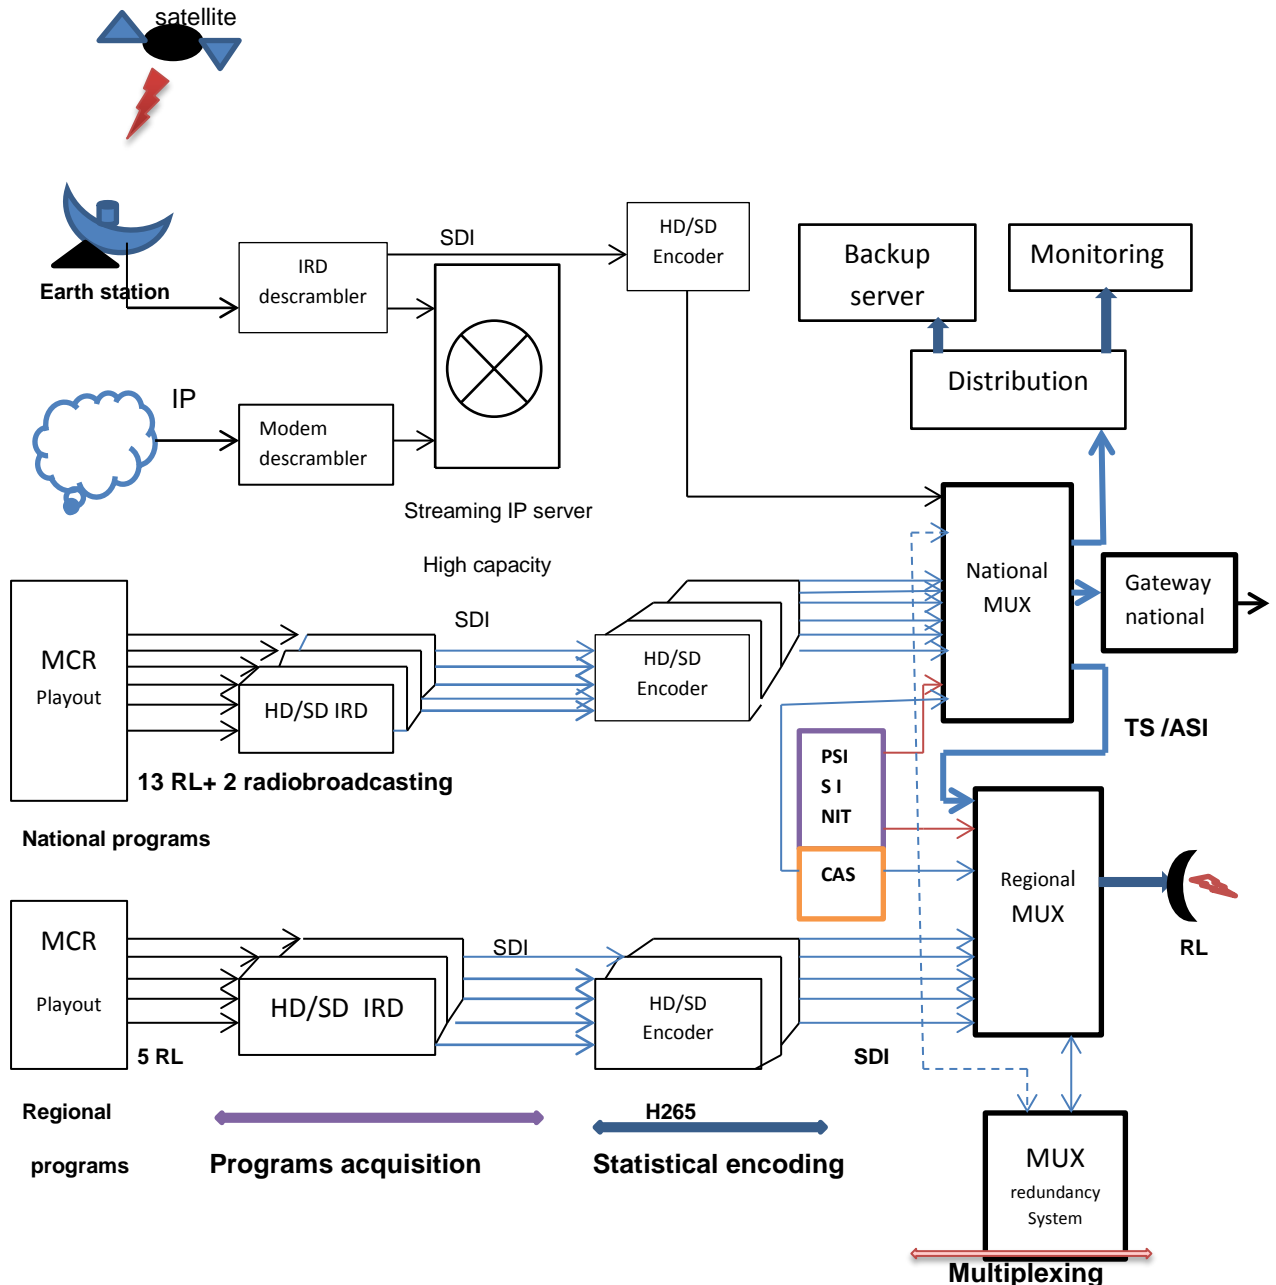 satellite
Earth station
IRD
descrambler
SDI
HD/SD
Encoder
Backup
server
Monitoring
Distribution
IP
Modem
descrambler
Streaming IP server
High capacity
National
MUX
Gateway
national
TS /ASI
MCR
Playout
HD/SD IRD
SDI
HD/SD
Encoder
13 RL+ 2 radiobroadcasting
National programs
PSI
S I
NIT
CAS
Regional
MUX
RL
MCR
Playout
5 RL
HD/SD  IRD
SDI
HD/SD
Encoder
SDI
Regional
programs
Programs acquisition
H265
Statistical encoding
MUX
redundancy
System
Multiplexing